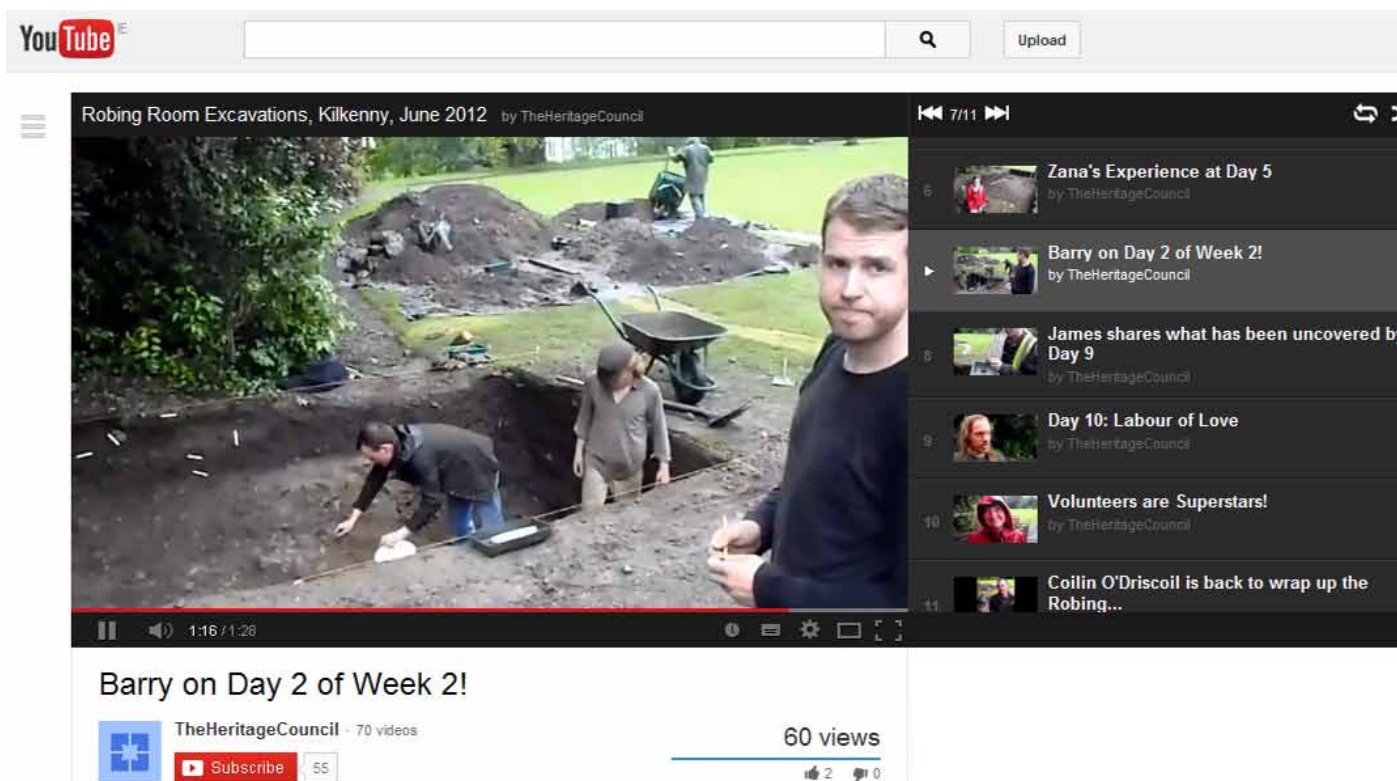 YouTube IE
Upload
Robing Room Excavations, Kilkenny, June 2012 by TheHeritageCouncil
7/11
6
Zana's Experience at Day 5
by TheHeritageCouncil
Barry on Day 2 of Week 2!
by TheHeritageCouncil
8
James shares what has been uncovered by
Day 9
by TheHeritageCouncil
9
Day 10: Labour of Love
by TheHeritageCouncil
10
Volunteers are Superstars!
by TheHeritageCouncil
11
Coilin O'Driscoil is back to wrap up the
Robing...
1:16 / 1:28
Barry on Day 2 of Week 2!
TheHeritageCouncil - 70 videos
60 views
Subscribe 55
2 0